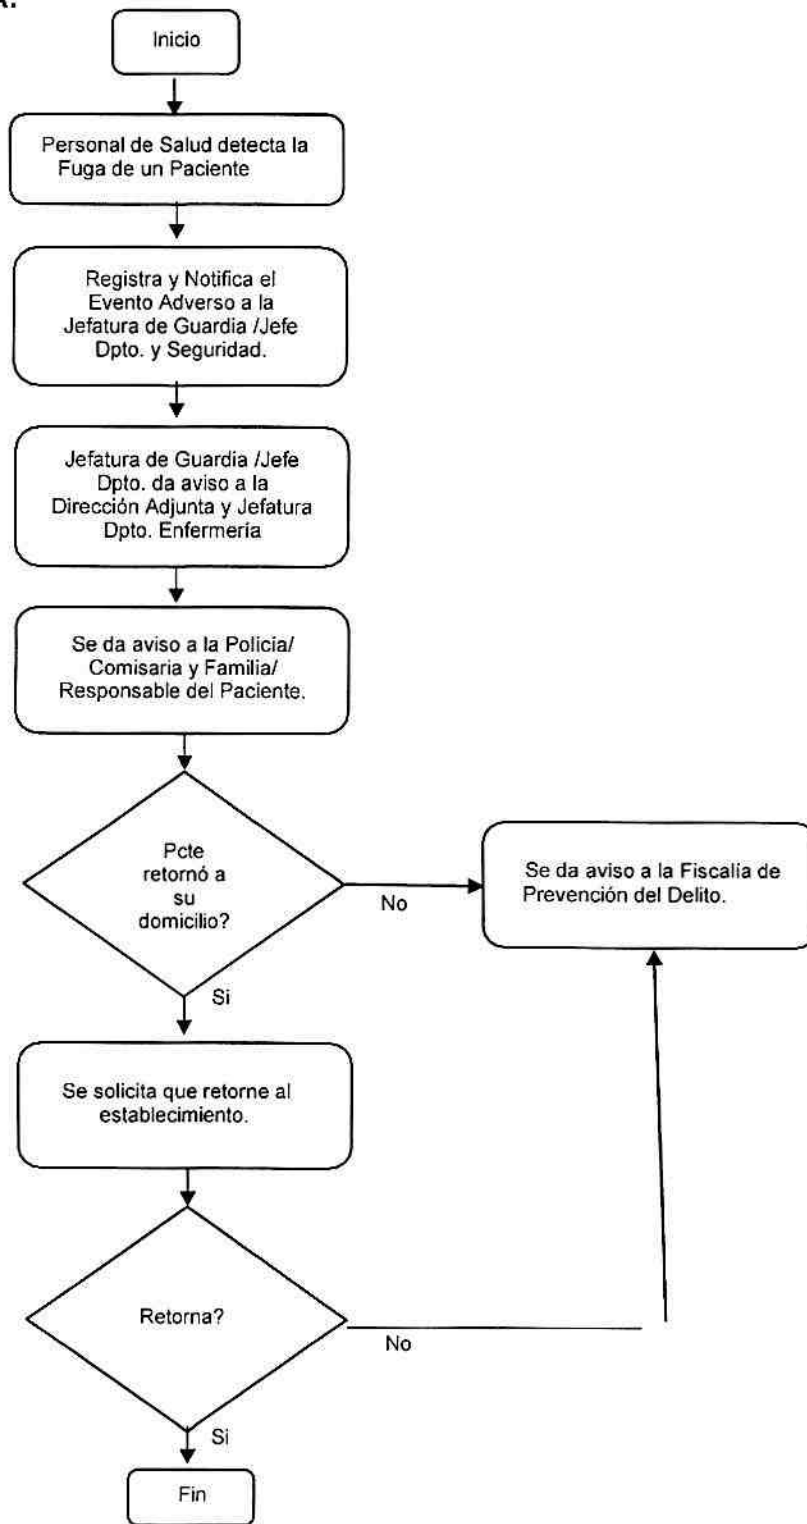 A.
Inicio
Personal de Salud detecta la
Fuga de un Paciente
Registra y Notifica el
Evento Adverso a la
Jefatura de Guardia /Jefe
Dpto. y Seguridad.
Jefatura de Guardia /Jefe
Dpto. da aviso a la
Dirección Adjunta y Jefatura
Dpto. Enfermería
Se da aviso a la Policia/
Comisaria y Familia/
Responsable del Paciente.
Pcte
retornó a
su
domicilio?
No
Se da aviso a la Fiscalía de
Prevención del Delito.
Si
Se solicita que retorne al
establecimiento.
Retorna?
No
Si
Fin